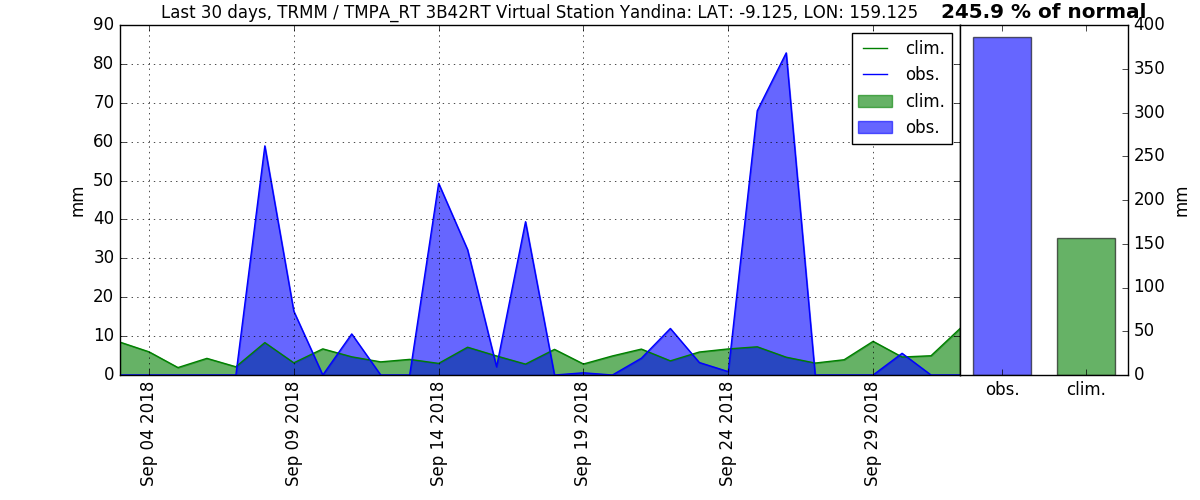 Last 30 days, TRMM / TMPA_RT 3B42RT Virtual Station Yandina: LAT: -9.125, LON: 159.125
245.9 % of normal
90
80
70
60
50
40
30
20
10
0
mm
clim.
obs.
clim.
obs.
Sep 04 2018
Sep 09 2018
Sep 14 2018
Sep 19 2018
Sep 24 2018
Sep 29 2018
400
350
300
250
200
150
100
50
0
mm
obs.
clim.